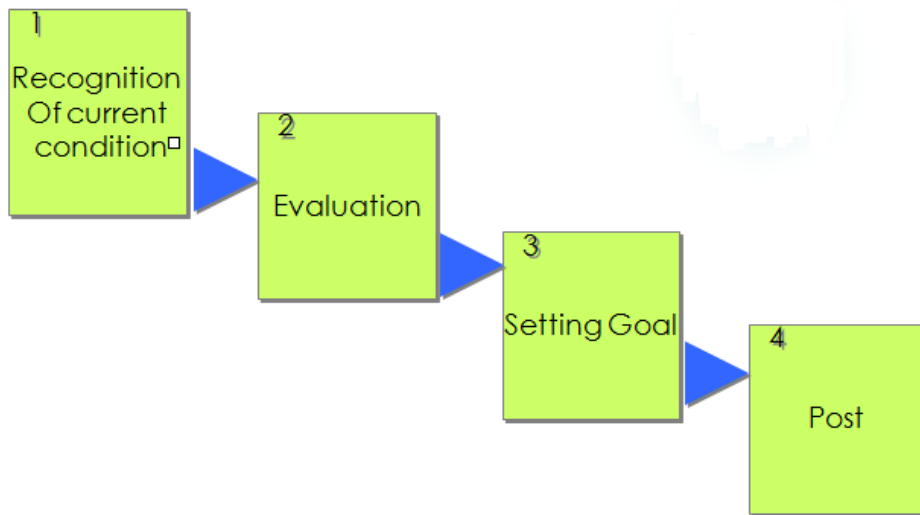 1
Recognition
Of current
condition
2
Evaluation
3
Setting Goal
4
Post